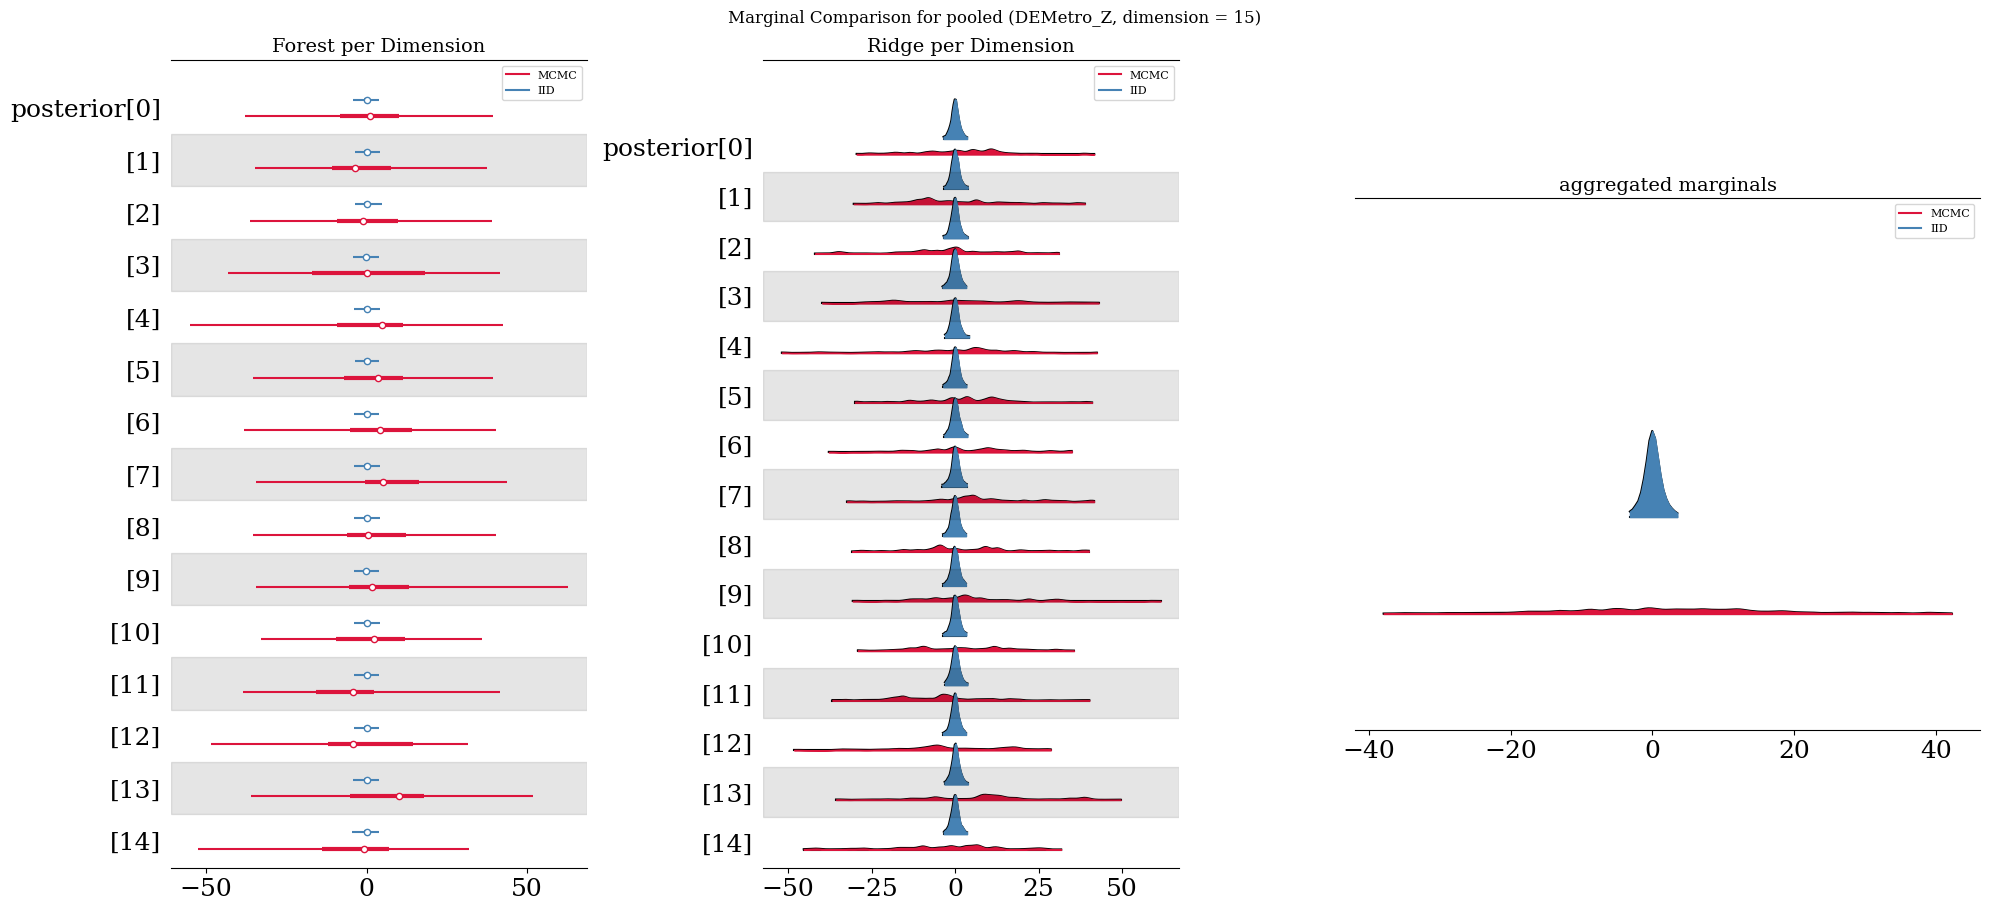 Marginal Comparison for pooled (DEMetro_Z, dimension = 15)
Forest per Dimension
MCMC
IID
posterior[0]
[1]
[2]
[3]
[4]
[5]
[6]
[7]
[8]
[9]
[10]
[11]
[12]
[13]
[14]
−50 0 50
Ridge per Dimension
MCMC
IID
posterior[0]
[1]
[2]
[3]
[4]
[5]
[6]
[7]
[8]
[9]
[10]
[11]
[12]
[13]
[14]
−50 −25 0 25 50
aggregated marginals
MCMC
IID
−40 −20 0 20 40